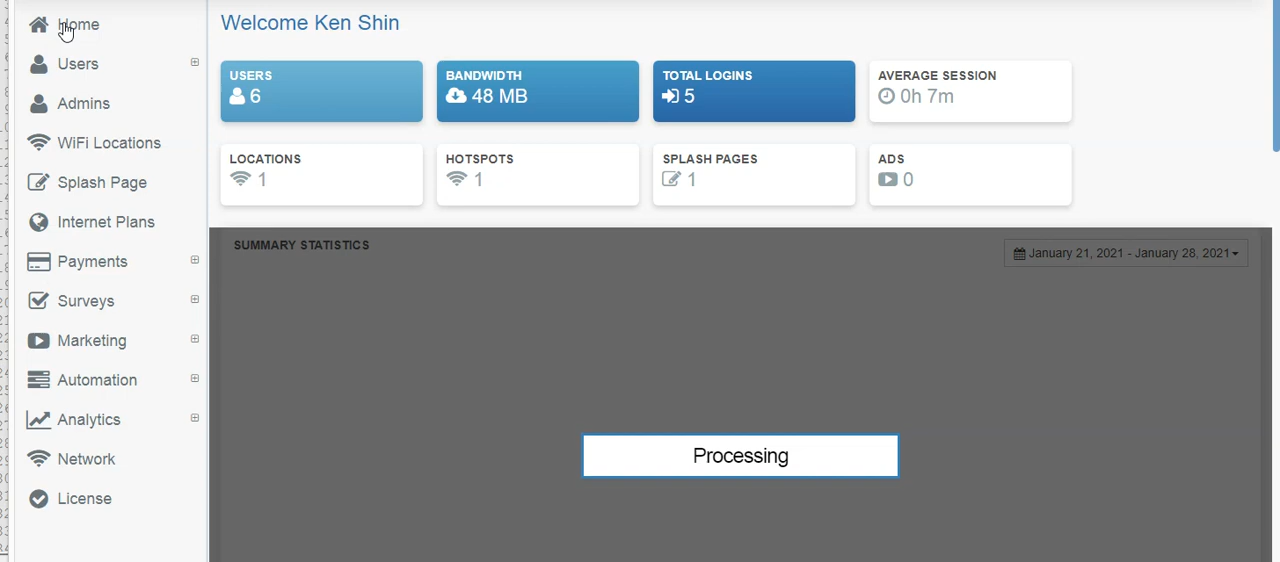 Home
Users
Admins
WiFi Locations
Splash Page
Internet Plans
Payments
Surveys
Marketing
Automation
Analytics
Network
License
Welcome Ken Shin
USERS
6
BANDWIDTH
48 MB
TOTAL LOGINS
5
AVERAGE SESSION
0h 7m
LOCATIONS
1
HOTSPOTS
1
SPLASH PAGES
1
ADS
0
SUMMARY STATISTICS
January 21, 2021 - January 28, 2021
Processing